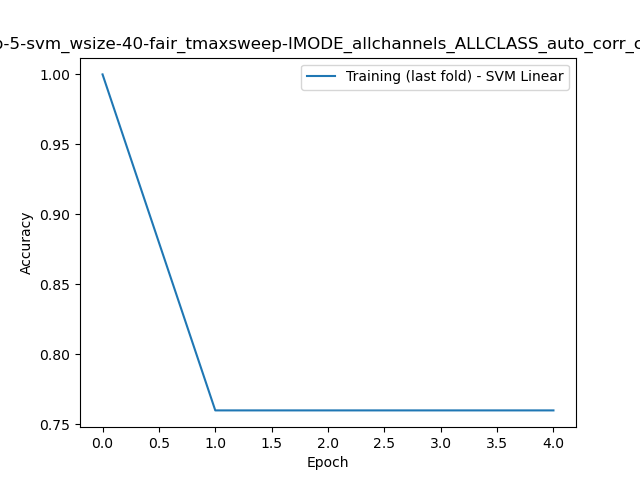 -5-svm_wsize-40-fair_tmaxsweep-IMODE_allchannels_ALLCLASS_auto_corr_
Training (last fold) - SVM Linear
1.00
0.95
0.90
0.85
0.80
0.75
Accuracy
0.0 0.5 1.0 1.5 2.0 2.5 3.0 3.5 4.0
Epoch